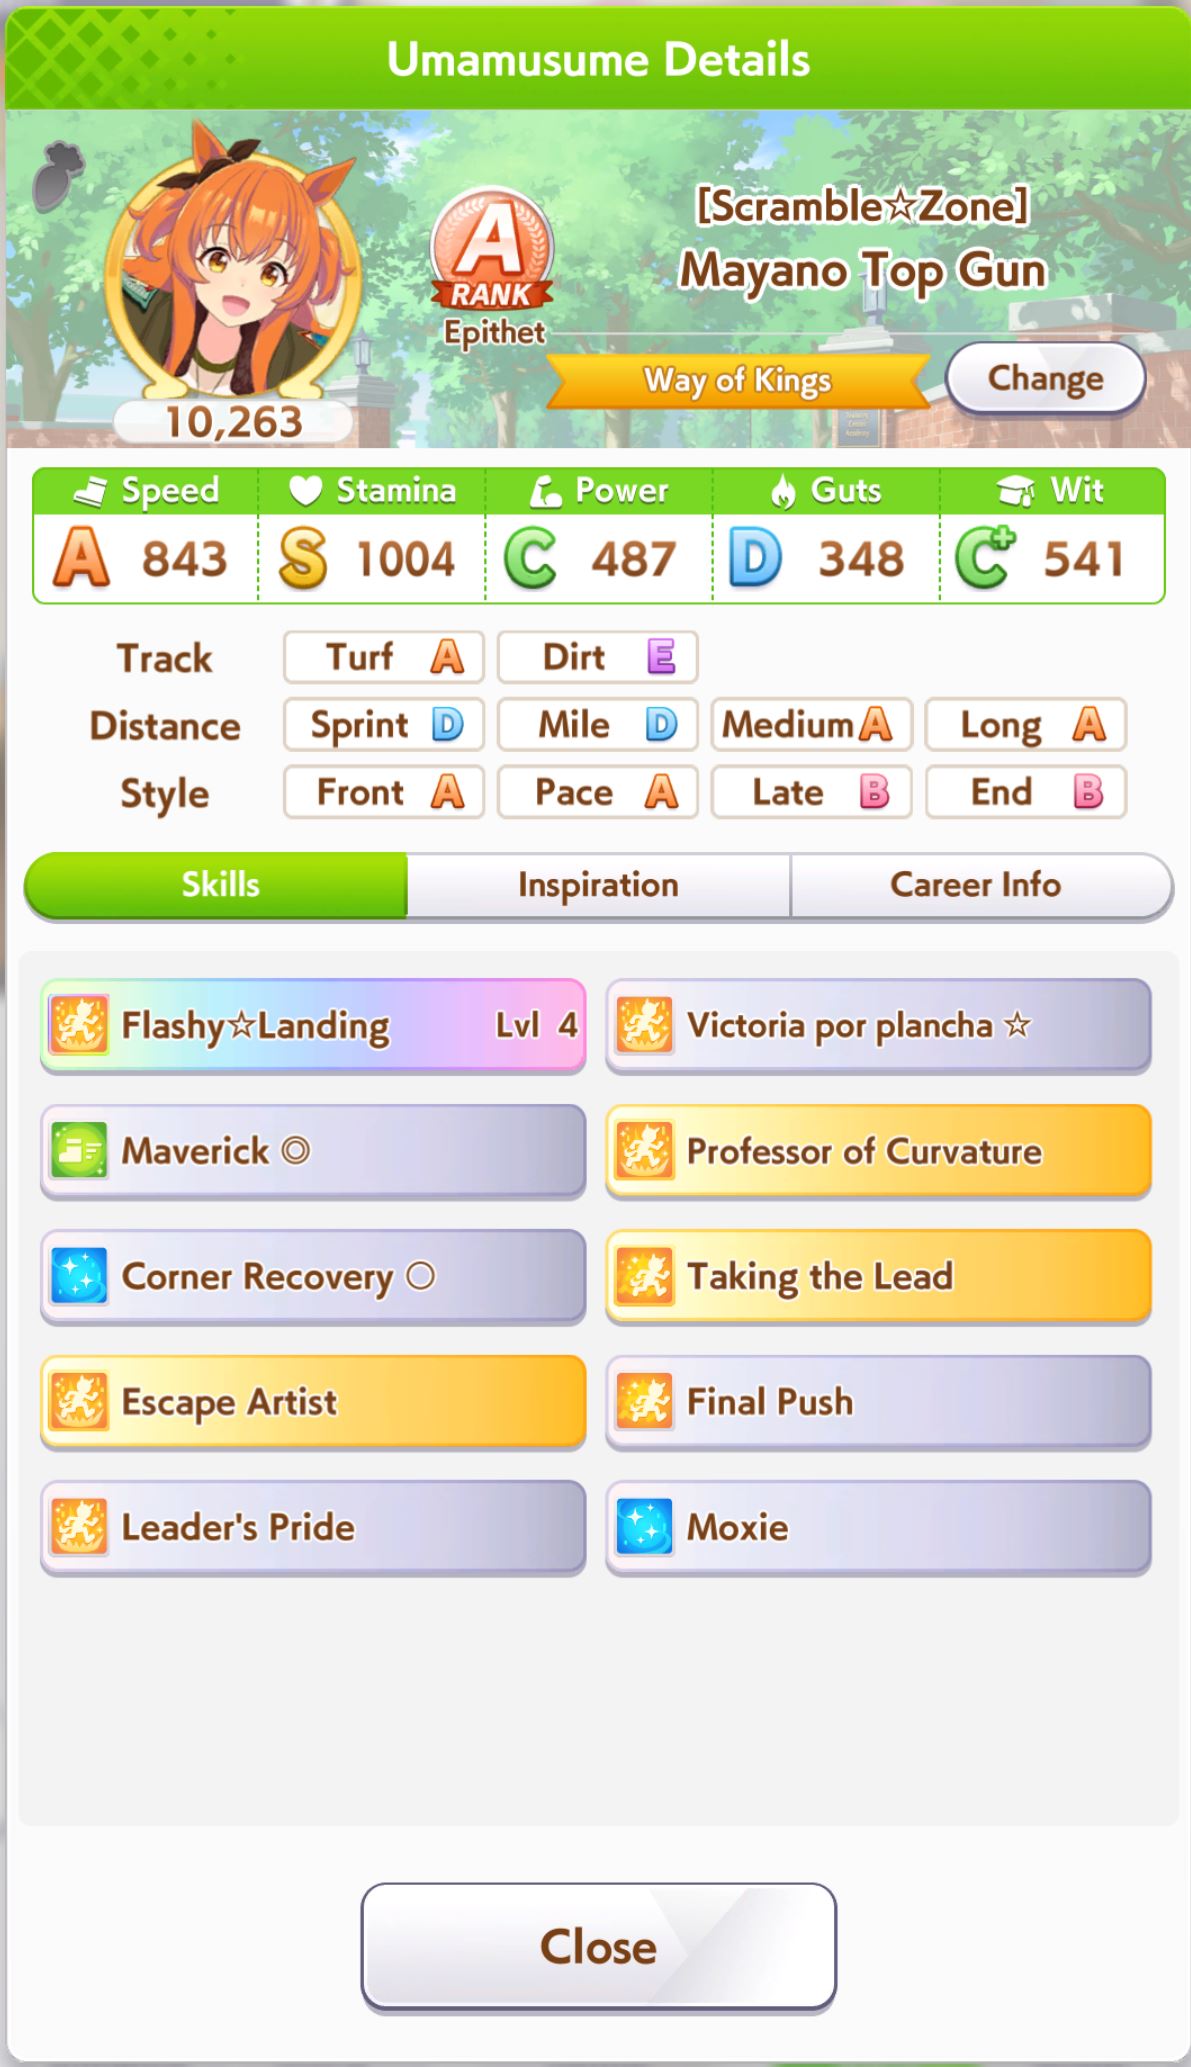 Umamusume Details
[Scramble☆Zone]
Mayano Top Gun
A
RANK
Epithet
Way of Kings
Change
10,263
Speed Stamina Power Guts Wit
A 843 S 1004 C 487 D 348 C+ 541
Track Turf A Dirt E
Distance Sprint D Mile D Medium A Long A
Style Front A Pace A Late B End B
Skills Inspiration Career Info
Flashy☆Landing Lvl 4 Victoria por plancha ☆
Maverick ◎ Professor of Curvature
Corner Recovery ○ Taking the Lead
Escape Artist Final Push
Leader's Pride Moxie
Close